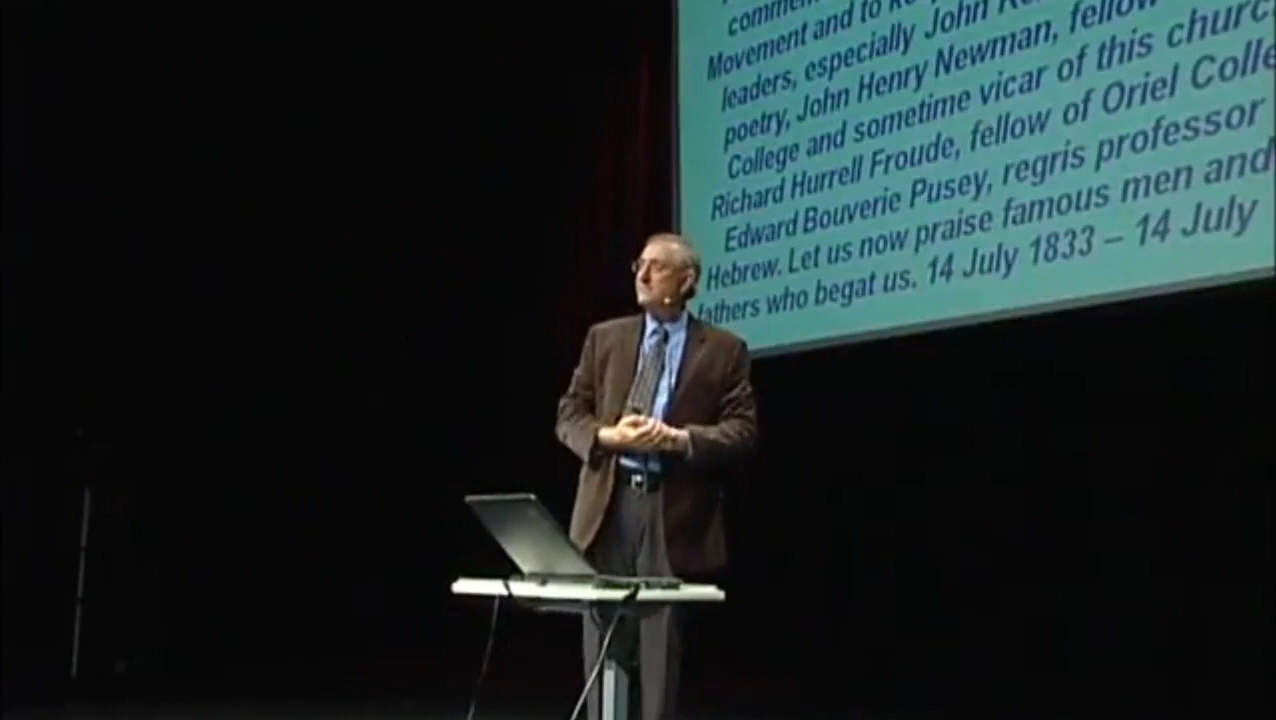 Movement and to
leaders, especially John
poetry, John Henry Newman, fellow
College and sometime vicar of this church
Richard Hurrell Froude, fellow of Oriel Colle
Edward Bouverie Pusey, regris professor
Hebrew. Let us now praise famous men and
fathers who begat us. 14 July 1833 – 14 July